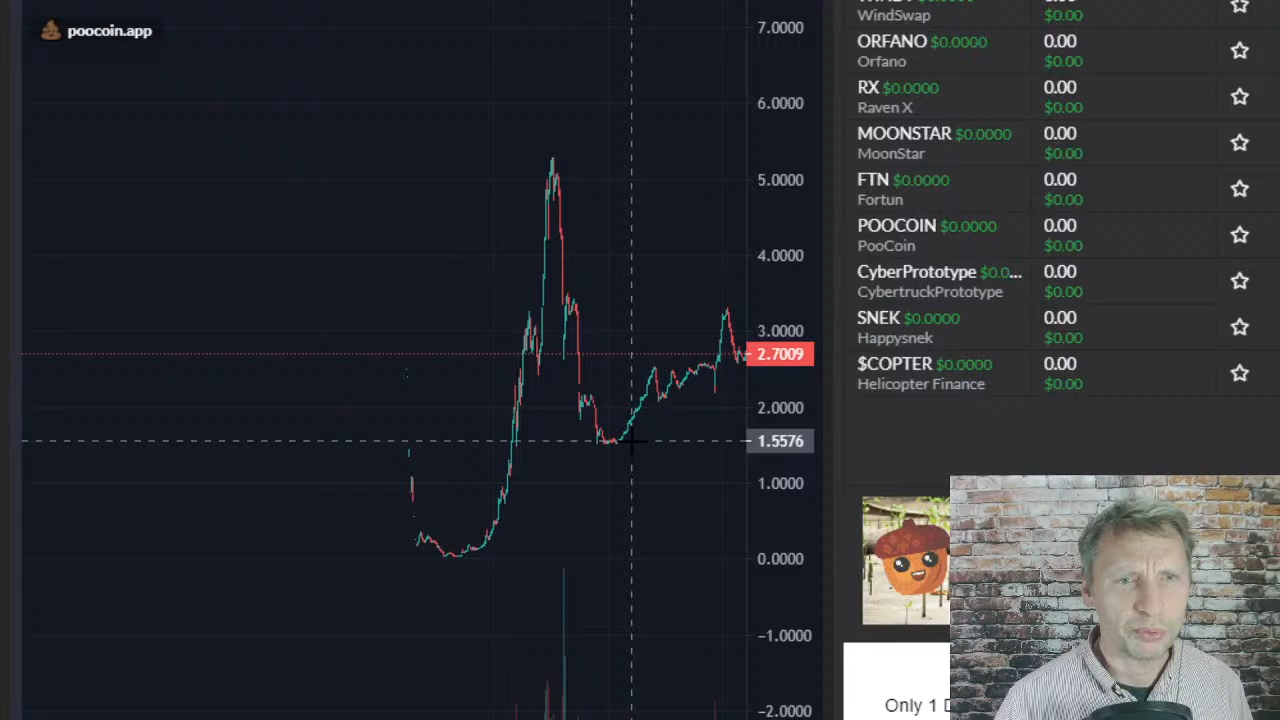 poocoin.app
7.0000
6.0000
5.0000
4.0000
3.0000
2.7009
2.0000
1.5576
1.0000
0.0000
-1.0000
-2.0000
WindSwap $0.00
ORFANO $0.0000 0.00
Orfano $0.00
RX $0.0000 0.00
Raven X $0.00
MOONSTAR $0.0000 0.00
MoonStar $0.00
FTN $0.0000 0.00
Fortun $0.00
POOCOIN $0.0000 0.00
PooCoin $0.00
CyberPrototype $0.0... 0.00
CybertruckPrototype $0.00
SNEK $0.0000 0.00
Happysnek $0.00
$COPTER $0.0000 0.00
Helicopter Finance $0.00
Only 1